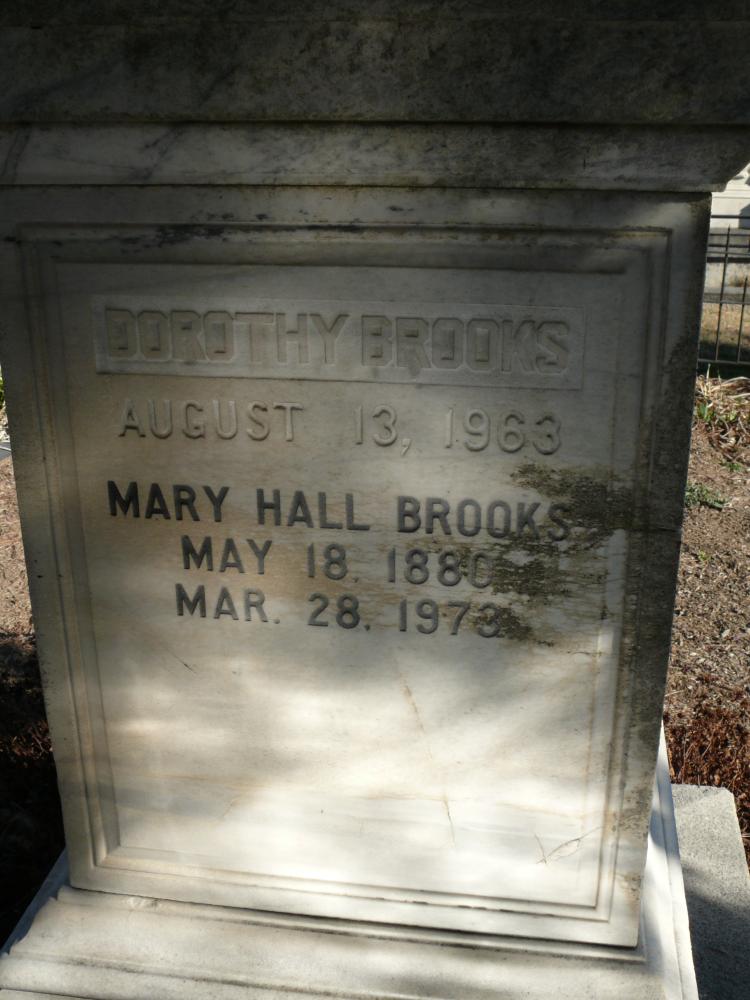 DOROTHY BROOKS
AUGUST 13, 1963
MARY HALL BROOKS
MAY 18, 1880
MAR. 28, 1973